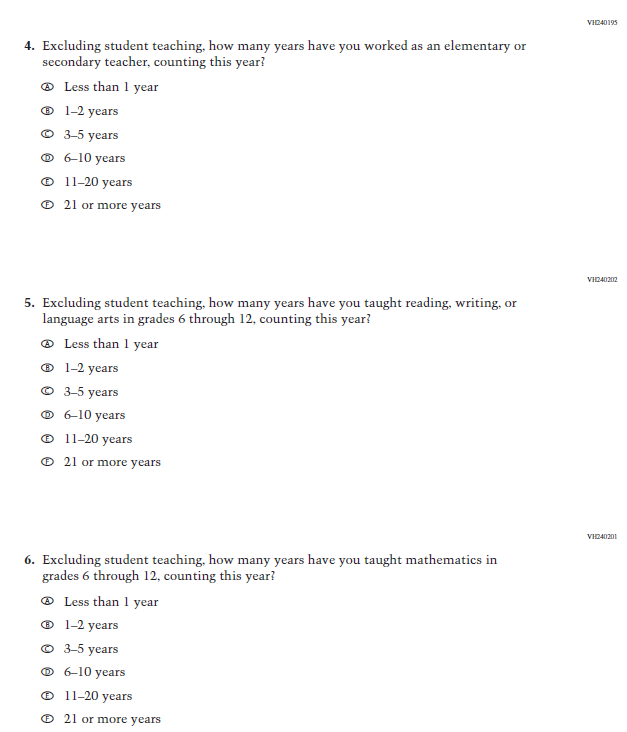 VH240195
4. Excluding student teaching, how many years have you worked as an elementary or
secondary teacher, counting this year?
Ⓐ Less than 1 year
Ⓑ 1–2 years
Ⓒ 3–5 years
Ⓓ 6–10 years
Ⓔ 11–20 years
Ⓕ 21 or more years
VH240202
5. Excluding student teaching, how many years have you taught reading, writing, or
language arts in grades 6 through 12, counting this year?
Ⓐ Less than 1 year
Ⓑ 1–2 years
Ⓒ 3–5 years
Ⓓ 6–10 years
Ⓔ 11–20 years
Ⓕ 21 or more years
VH240201
6. Excluding student teaching, how many years have you taught mathematics in
grades 6 through 12, counting this year?
Ⓐ Less than 1 year
Ⓑ 1–2 years
Ⓒ 3–5 years
Ⓓ 6–10 years
Ⓔ 11–20 years
Ⓕ 21 or more years